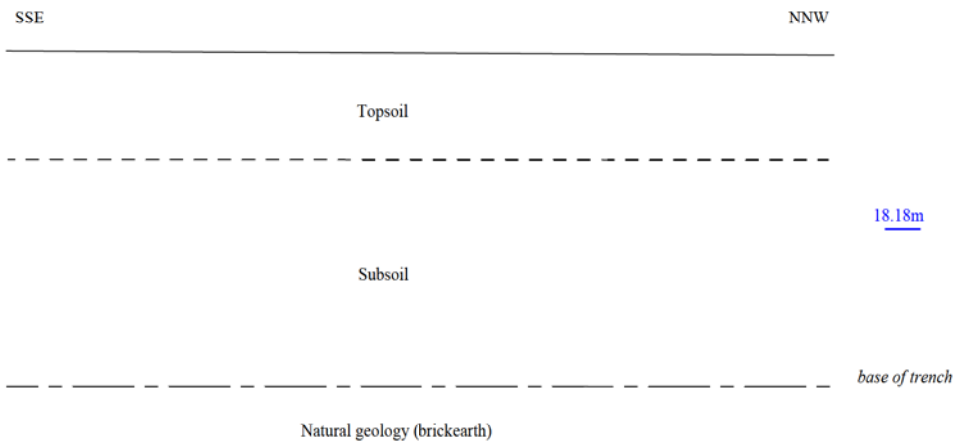 SSE
NNW
Topsoil
18.18m
Subsoil
base of trench
Natural geology (brickearth)